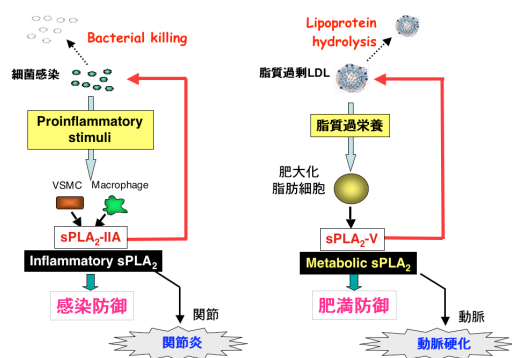 Bacterial killing
細菌感染
Proinflammatory
stimuli
VSMC Macrophage
sPLA₂-IIA
Inflammatory sPLA₂
感染防御
関節
関節炎
Lipoprotein
hydrolysis
脂質過剰LDL
脂質過栄養
肥大化
脂肪細胞
sPLA₂-V
Metabolic sPLA₂
肥満防御
動脈
動脈硬化